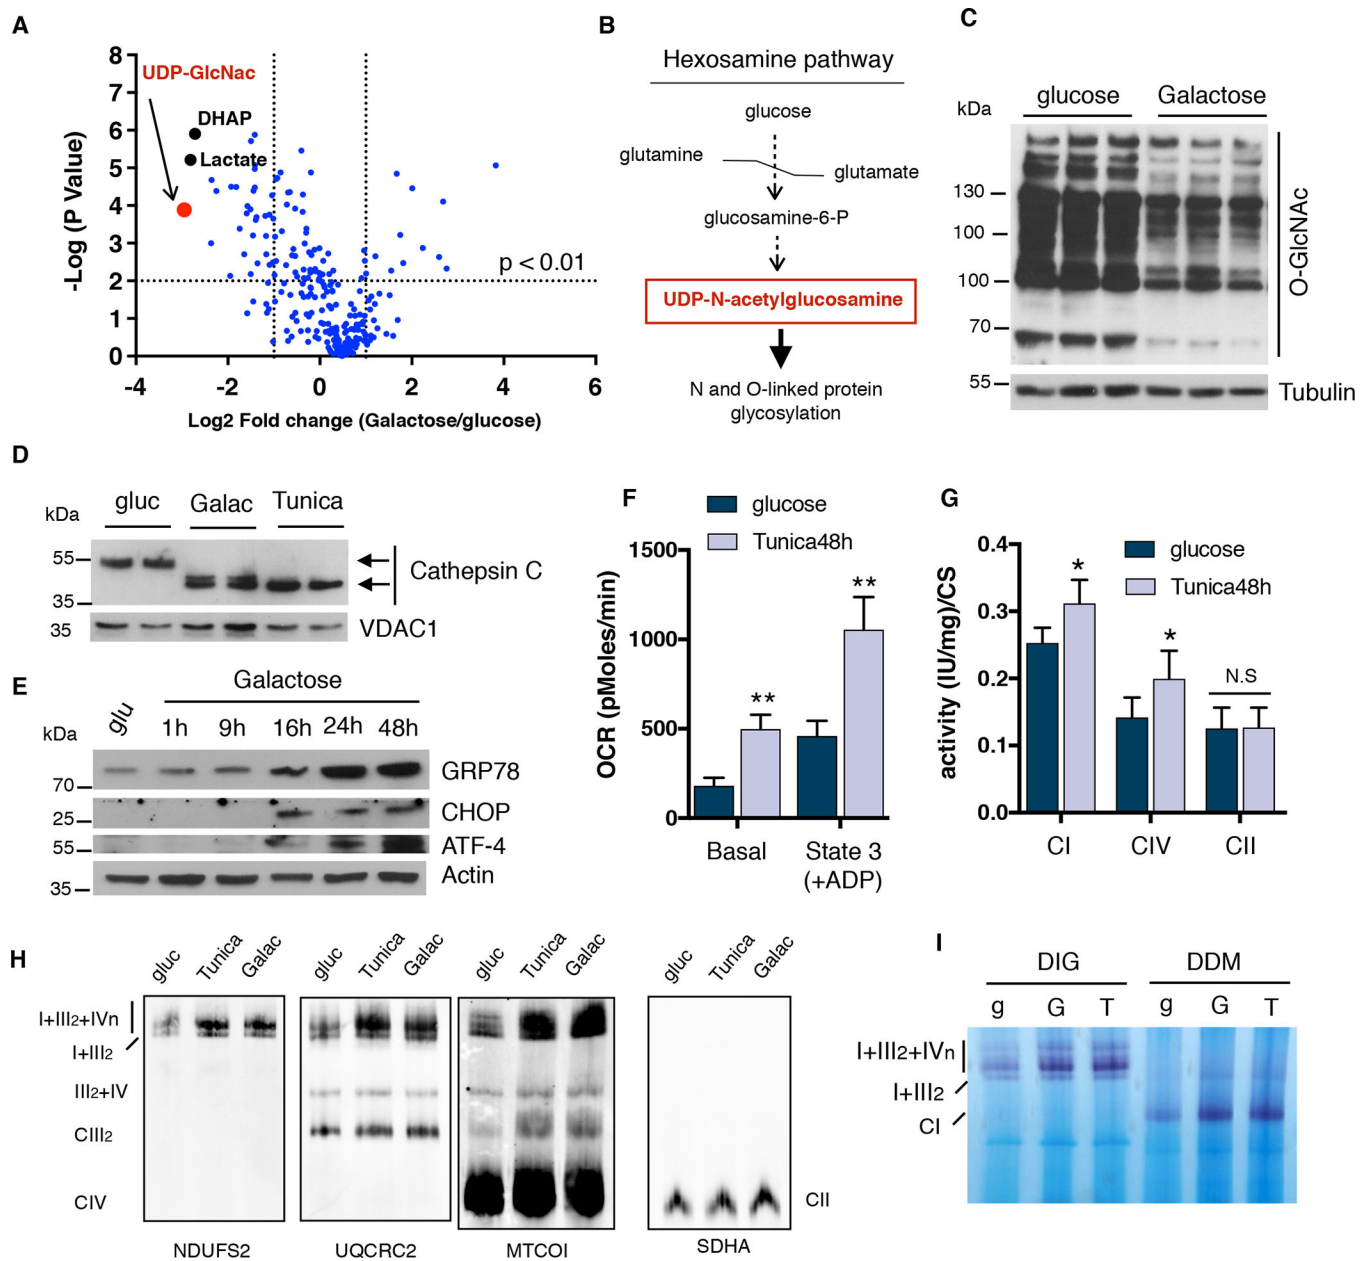 A
8
7
6
5
4
3
2
1
0
-Log (P Value)
UDP-GlcNac
DHAP
Lactate
p < 0.01
-4
-2
0
2
4
6
Log2 Fold change (Galactose/glucose)
B
Hexosamine pathway
glucose
glutamine
glutamate
glucosamine-6-P
UDP-N-acetylglucosamine
N and O-linked protein
glycosylation
C
kDa
glucose
Galactose
130
100
100
70
55
O-GlcNAc
Tubulin
D
kDa
gluc
Galac
Tunica
55
35
35
Cathepsin C
VDAC1
E
kDa
glu
Galactose
1h
9h
16h
24h
48h
70
25
55
35
GRP78
CHOP
ATF-4
Actin
F
glucose
Tunica48h
OCR (pMoles/min)
1500
1000
500
0
**
**
Basal
State 3
(+ADP)
G
glucose
Tunica48h
activity (IU/mg)/CS
0.4
0.3
0.2
0.1
0.0
*
*
N.S
CI
CIV
CII
H
gluc
Tunica
Galac
gluc
Tunica
Galac
gluc
Tunica
Galac
gluc
Tunica
Galac
I+III2+IVn
I+III2
III2+IV
CIII2
CIV
CII
NDUFS2
UQCRC2
MTCOI
SDHA
I
DIG
DDM
g
G
T
g
G
T
I+III2+IVn
I+III2
CI